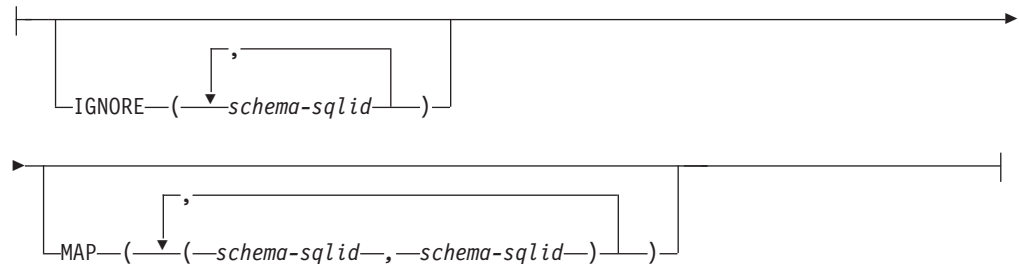 ,
IGNORE ( schema-sqlid )
,
MAP ( ( schema-sqlid , schema-sqlid ) )